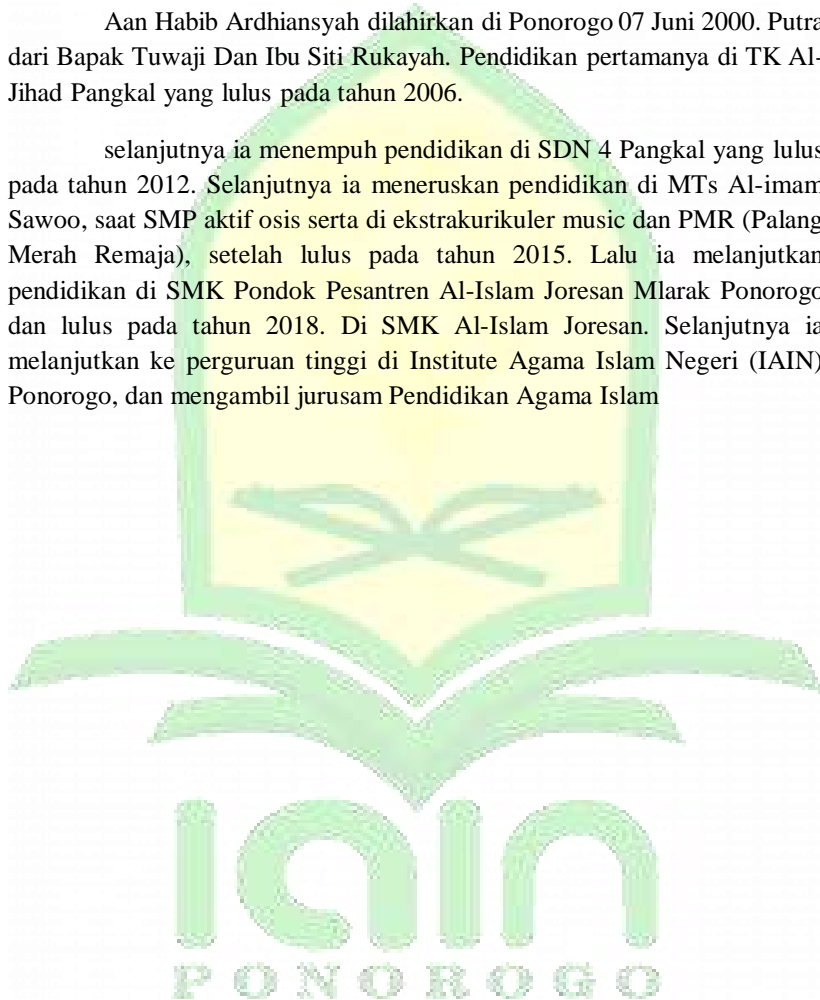 Aan Habib Ardhiansyah dilahirkan di Ponorogo 07 Juni 2000. Putra
dari Bapak Tuwaji Dan Ibu Siti Rukayah. Pendidikan pertamanya di TK Al-
Jihad Pangkal yang lulus pada tahun 2006.
selanjutnya ia menempuh pendidikan di SDN 4 Pangkal yang lulus
pada tahun 2012. Selanjutnya ia meneruskan pendidikan di MTs Al-imam
Sawoo, saat SMP aktif osis serta di ekstrakurikuler music dan PMR (Palang
Merah Remaja), setelah lulus pada tahun 2015. Lalu ia melanjutkan
pendidikan di SMK Pondok Pesantren Al-Islam Joresan Mlarak Ponorogo
dan lulus pada tahun 2018. Di SMK Al-Islam Joresan. Selanjutnya ia
melanjutkan ke perguruan tinggi di Institute Agama Islam Negeri (IAIN)
Ponorogo, dan mengambil jurusam Pendidikan Agama Islam
iain
PONOROGO